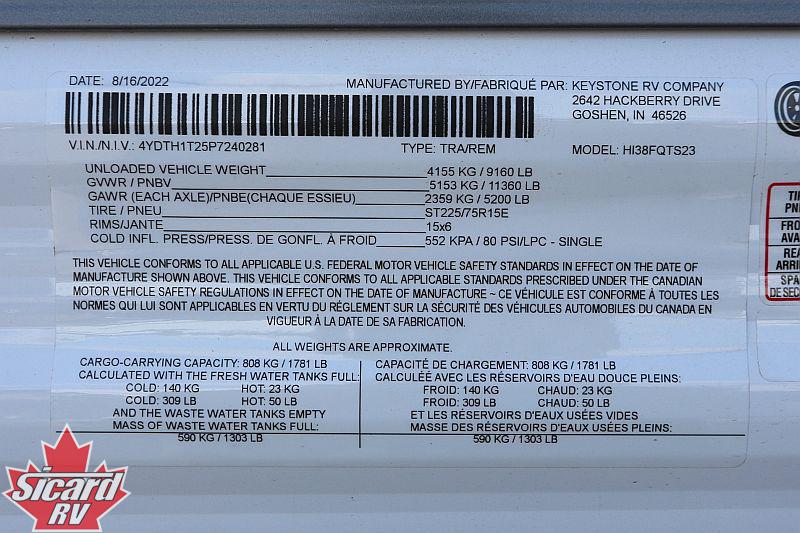 DATE: 8/16/2022 MANUFACTURED BY/FABRIQUÉ PAR: KEYSTONE RV COMPANY
2642 HACKBERRY DRIVE
GOSHEN, IN 46526
V.I.N./N.I.V.: 4YDTH1T25P7240281 TYPE: TRA/REM MODEL: HI38FQTS23
UNLOADED VEHICLE WEIGHT 4155 KG / 9160 LB
GVWR / PNBV 5153 KG / 11360 LB
GAWR (EACH AXLE)/PNBE(CHAQUE ESSIEU) 2359 KG / 5200 LB
TIRE / PNEU ST225/75R15E
RIMS/JANTE 15x6
COLD INFL. PRESS/PRESS. DE GONFL. À FROID 552 KPA / 80 PSI/LPC - SINGLE
THIS VEHICLE CONFORMS TO ALL APPLICABLE U.S. FEDERAL MOTOR VEHICLE SAFETY STANDARDS IN EFFECT ON THE DATE OF
MANUFACTURE SHOWN ABOVE. THIS VEHICLE CONFORMS TO ALL APPLICABLE STANDARDS PRESCRIBED UNDER THE CANADIAN
MOTOR VEHICLE SAFETY REGULATIONS IN EFFECT ON THE DATE OF MANUFACTURE ~ CE VÉHICULE EST CONFORME À TOUTES LES
NORMES QUI LUI SONT APPLICABLES EN VERTU DU RÉGLEMENT SUR LA SÉCURITÉ DES VÉHICULES AUTOMOBILES DU CANADA EN
VIGUEUR À LA DATE DE SA FABRICATION.
ALL WEIGHTS ARE APPROXIMATE.
CARGO-CARRYING CAPACITY: 808 KG / 1781 LB
CALCULATED WITH THE FRESH WATER TANKS FULL:
COLD: 140 KG HOT: 23 KG
COLD: 309 LB HOT: 50 LB
AND THE WASTE WATER TANKS EMPTY
MASS OF WASTE WATER TANKS FULL:
590 KG / 1303 LB
CAPACITÉ DE CHARGEMENT: 808 KG / 1781 LB
CALCULÉE AVEC LES RÉSERVOIRS D'EAU DOUCE PLEINS:
FROID: 140 KG CHAUD: 23 KG
FROID: 309 LB CHAUD: 50 LB
ET LES RÉSERVOIRS D'EAUX USÉES VIDES
MASSE DES RÉSERVOIRS D'EAUX USÉES PLEINS:
590 KG / 1303 LB
Sicard
RV